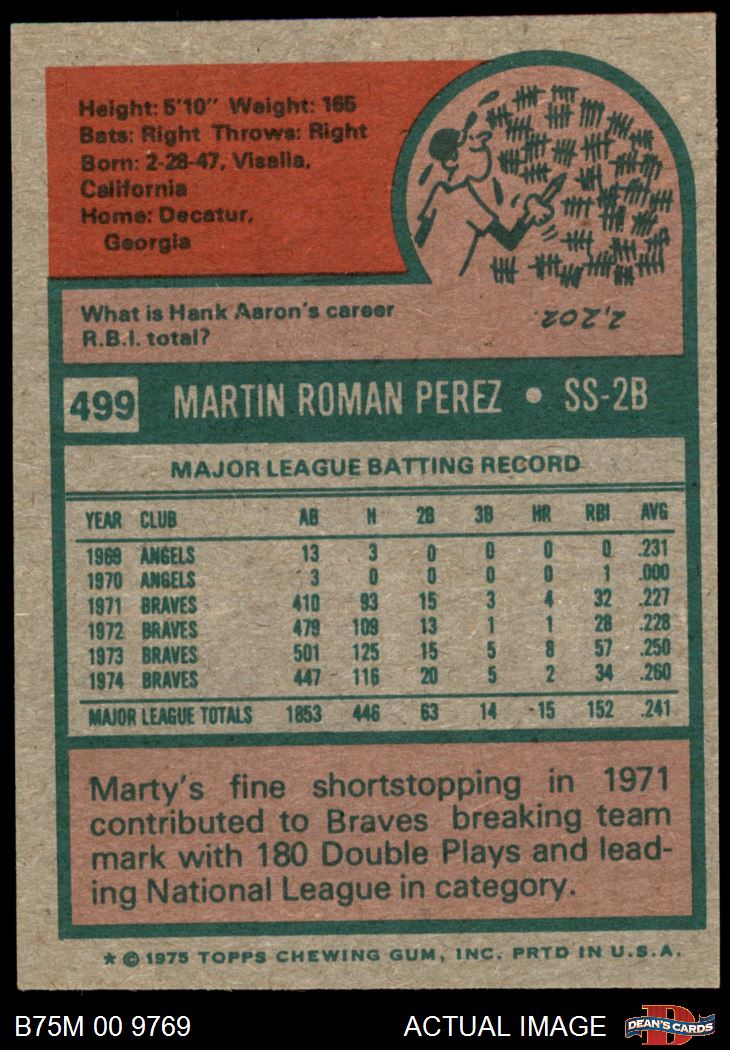 Height: 5'10" Weight: 165
Bats: Right Throws: Right
Born: 2-28-47, Visalia,
California
Home: Decatur,
Georgia
What is Hank Aaron's career
R.B.I. total?
2,202
499 MARTIN ROMAN PEREZ • SS-2B
MAJOR LEAGUE BATTING RECORD
YEAR CLUB AB H 2B 3B HR RBI AVG
1969 ANGELS 13 3 0 0 0 0 .231
1970 ANGELS 3 0 0 0 0 1 .000
1971 BRAVES 410 93 15 3 4 32 .227
1972 BRAVES 479 109 13 1 1 28 .228
1973 BRAVES 501 125 15 5 8 57 .250
1974 BRAVES 447 116 20 5 2 34 .260
MAJOR LEAGUE TOTALS 1853 446 63 14 15 152 .241
Marty's fine shortstopping in 1971
contributed to Braves breaking team
mark with 180 Double Plays and lead-
ing National League in category.
* © 1975 TOPPS CHEWING GUM, INC. PRTD IN U.S.A.
B75M 00 9769 ACTUAL IMAGE
D
DEAN'S CARDS